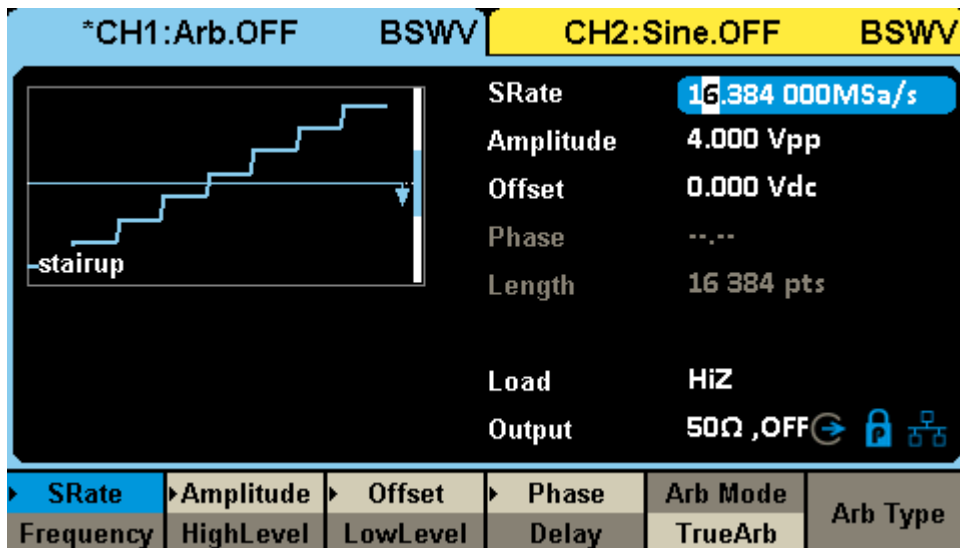 *CH1:Arb.OFF BSWV CH2:Sine.OFF BSWV
stairup
SRate 16.384 000MSa/s
Amplitude 4.000 Vpp
Offset 0.000 Vdc
Phase --.--
Length 16 384 pts
Load HiZ
Output 50Ω ,OFF P
SRate Amplitude Offset Phase Arb Mode Arb Type
Frequency HighLevel LowLevel Delay TrueArb